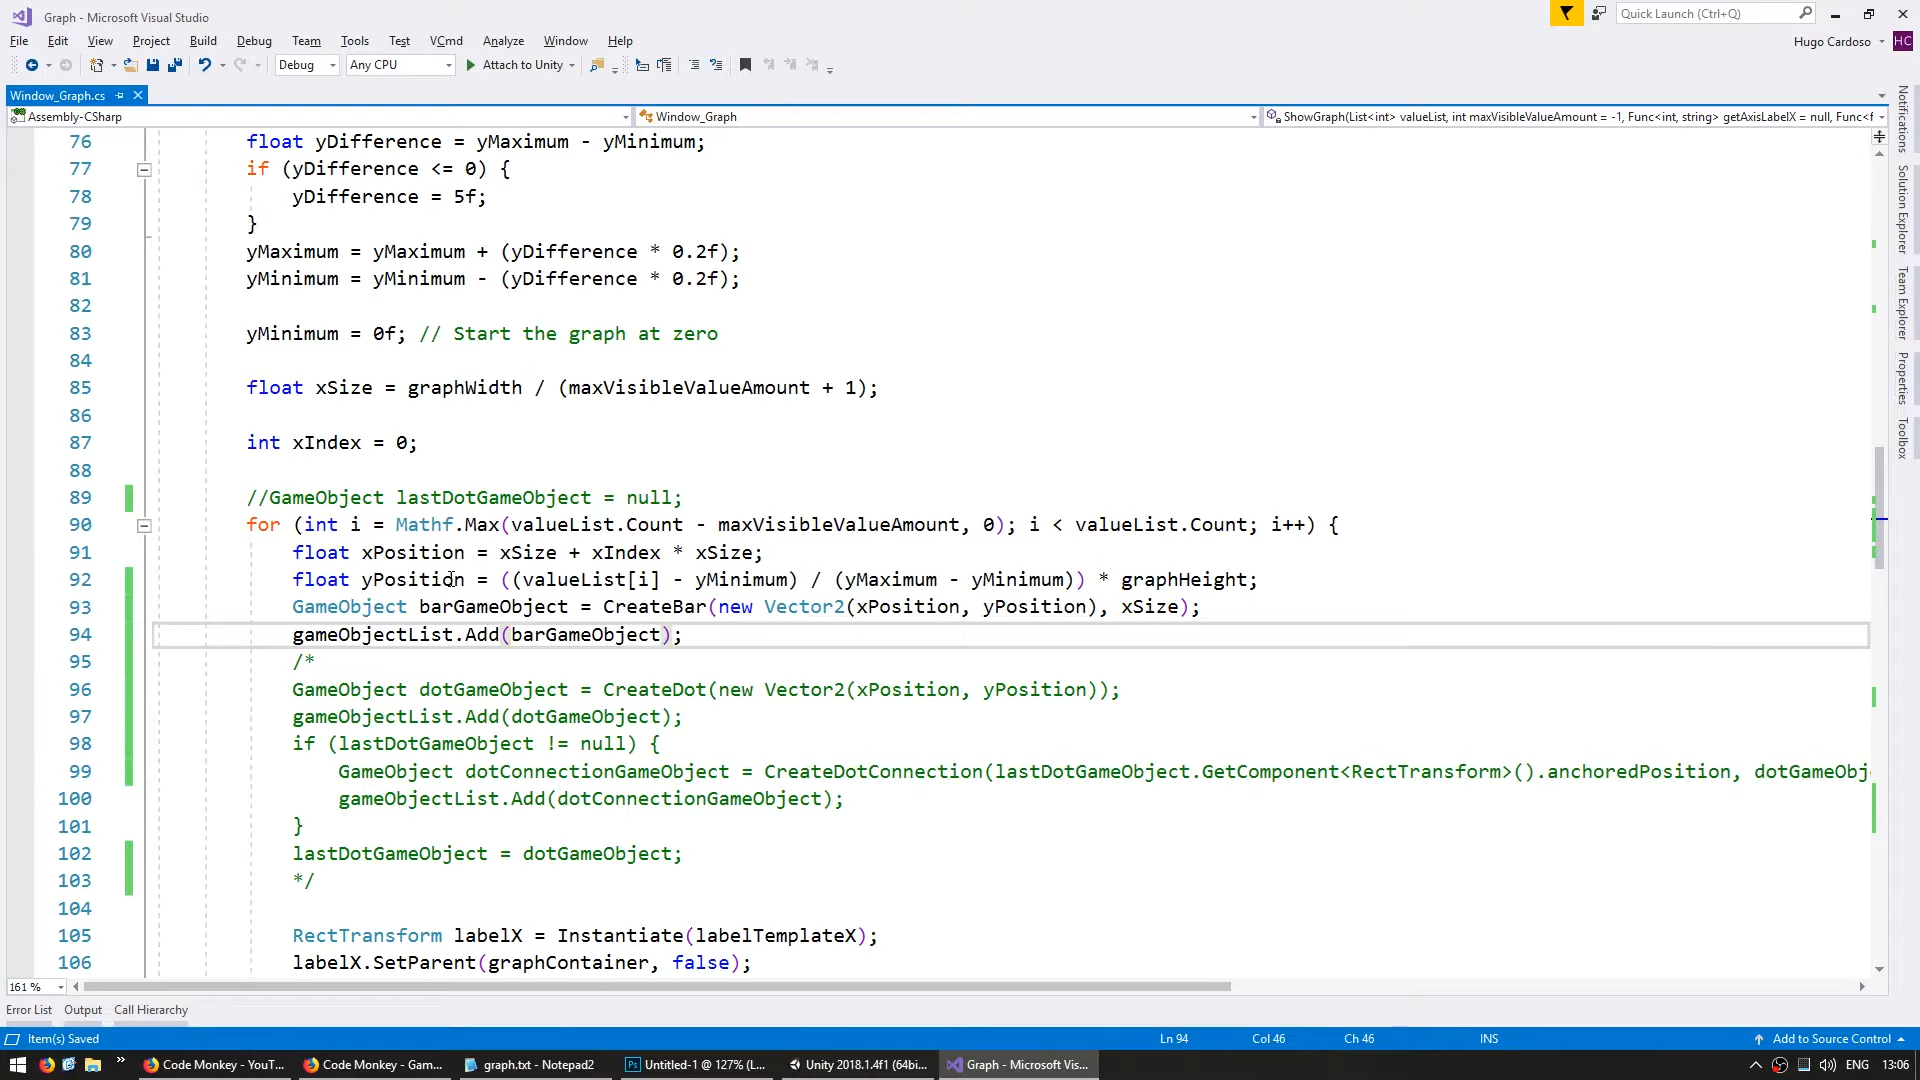 Graph - Microsoft Visual Studio
Quick Launch (Ctrl+Q)
File Edit View Project Build Debug Team Tools Test VCmd Analyze Window Help
Hugo Cardoso HC
Debug Any CPU Attach to Unity
Window_Graph.cs
Assembly-CSharp Window_Graph ShowGraph(List<int> valueList, int maxVisibleValueAmount = -1, Func<int, string> getAxisLabelX = null, Func<f
76 float yDifference = yMaximum - yMinimum;
77 if (yDifference <= 0) {
78 yDifference = 5f;
79 }
80 yMaximum = yMaximum + (yDifference * 0.2f);
81 yMinimum = yMinimum - (yDifference * 0.2f);
82
83 yMinimum = 0f; // Start the graph at zero
84
85 float xSize = graphWidth / (maxVisibleValueAmount + 1);
86
87 int xIndex = 0;
88
89 //GameObject lastDotGameObject = null;
90 for (int i = Mathf.Max(valueList.Count - maxVisibleValueAmount, 0); i < valueList.Count; i++) {
91 float xPosition = xSize + xIndex * xSize;
92 float yPosition = ((valueList[i] - yMinimum) / (yMaximum - yMinimum)) * graphHeight;
93 GameObject barGameObject = CreateBar(new Vector2(xPosition, yPosition), xSize);
94 gameObjectList.Add(barGameObject);
95 /*
96 GameObject dotGameObject = CreateDot(new Vector2(xPosition, yPosition));
97 gameObjectList.Add(dotGameObject);
98 if (lastDotGameObject != null) {
99 GameObject dotConnectionGameObject = CreateDotConnection(lastDotGameObject.GetComponent<RectTransform>().anchoredPosition, dotGameObj
100 gameObjectList.Add(dotConnectionGameObject);
101 }
102 lastDotGameObject = dotGameObject;
103 */
104
105 RectTransform labelX = Instantiate(labelTemplateX);
106 labelX.SetParent(graphContainer, false);
Notifications
Solution Explorer
Team Explorer
Properties
Toolbox
161 %
Error List Output Call Hierarchy
Item(s) Saved Ln 94 Col 46 Ch 46 INS Add to Source Control
Code Monkey - YouT... Code Monkey - Gam... graph.txt - Notepad2 Ps Untitled-1 @ 127% (L... Unity 2018.1.4f1 (64bi... Graph - Microsoft Vis... ENG 13:06